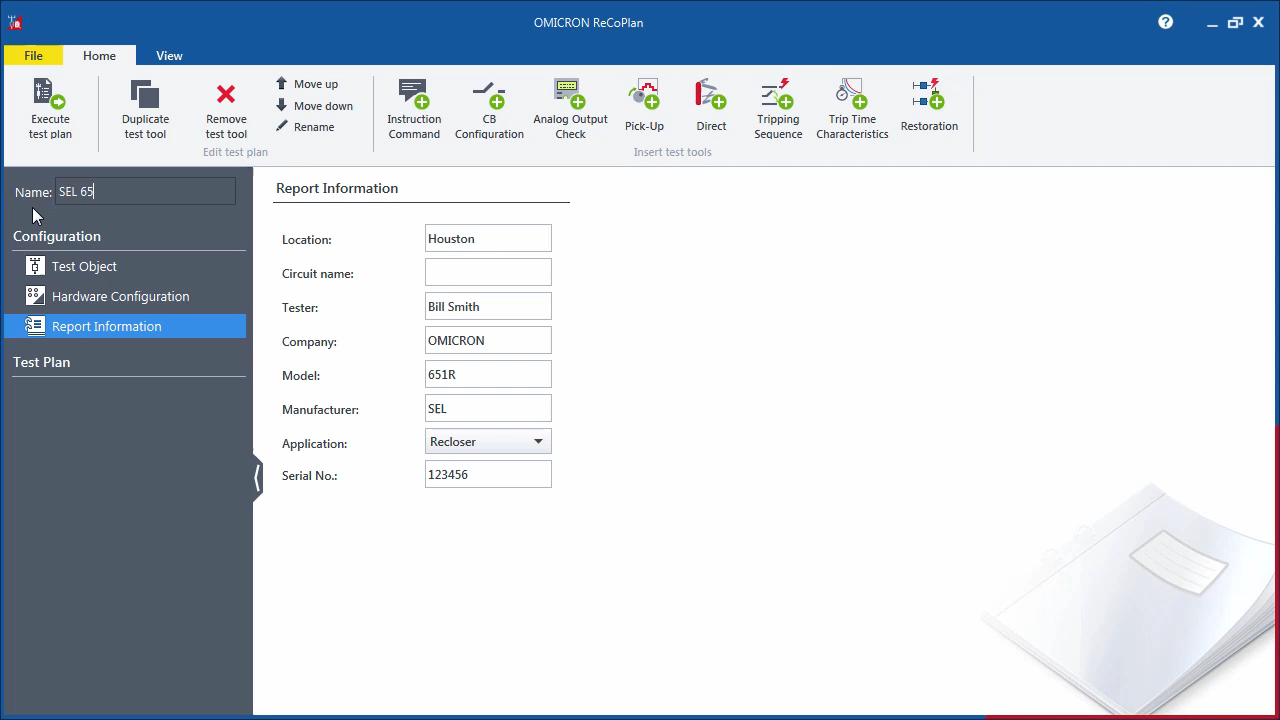 OMICRON ReCoPlan
File
Home
View
Execute
test plan
Duplicate
test tool
Remove
test tool
Move up
Move down
Rename
Edit test plan
Instruction
Command
CB
Configuration
Analog Output
Check
Pick-Up
Direct
Tripping
Sequence
Trip Time
Characteristics
Restoration
Insert test tools
Name: SEL 65
Configuration
Test Object
Hardware Configuration
Report Information
Test Plan
Report Information
Location: Houston
Circuit name:
Tester: Bill Smith
Company: OMICRON
Model: 651R
Manufacturer: SEL
Application: Recloser
Serial No.: 123456